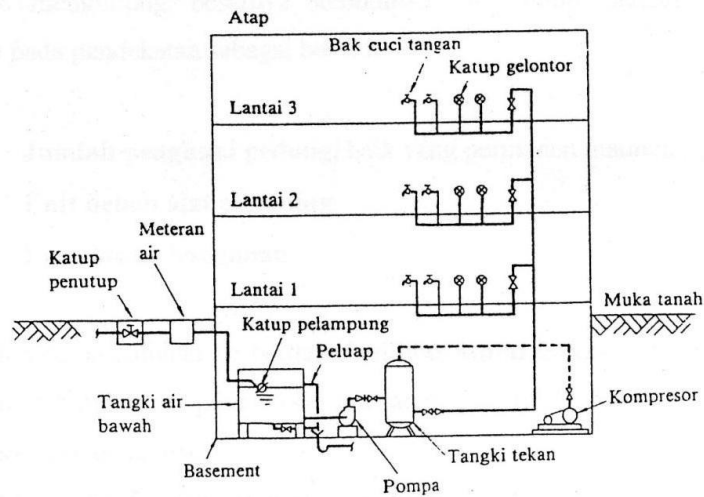 Atap
Bak cuci tangan
Katup gelontor
Lantai 3
Lantai 2
Meteran
air
Katup
penutup
Lantai 1
Muka tanah
Katup pelampung
Peluap
Tangki air
bawah
Kompresor
Tangki tekan
Basement
Pompa